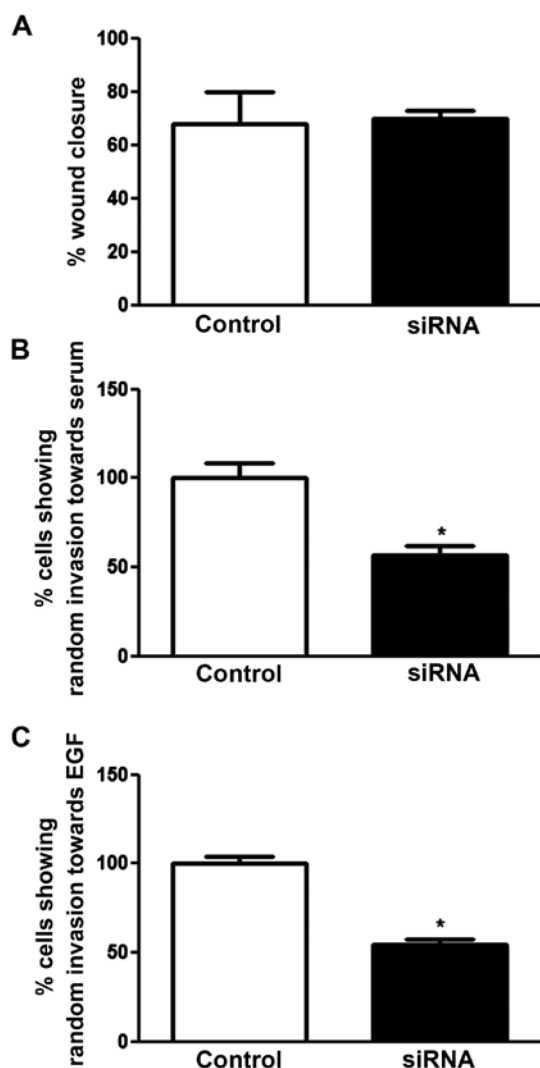 A
% wound closure
100
80
60
40
20
0
Control siRNA
B
% cells showing
random invasion towards serum
150
100
50
0
*
Control siRNA
C
% cells showing
random invasion towards EGF
150
100
50
0
*
Control siRNA